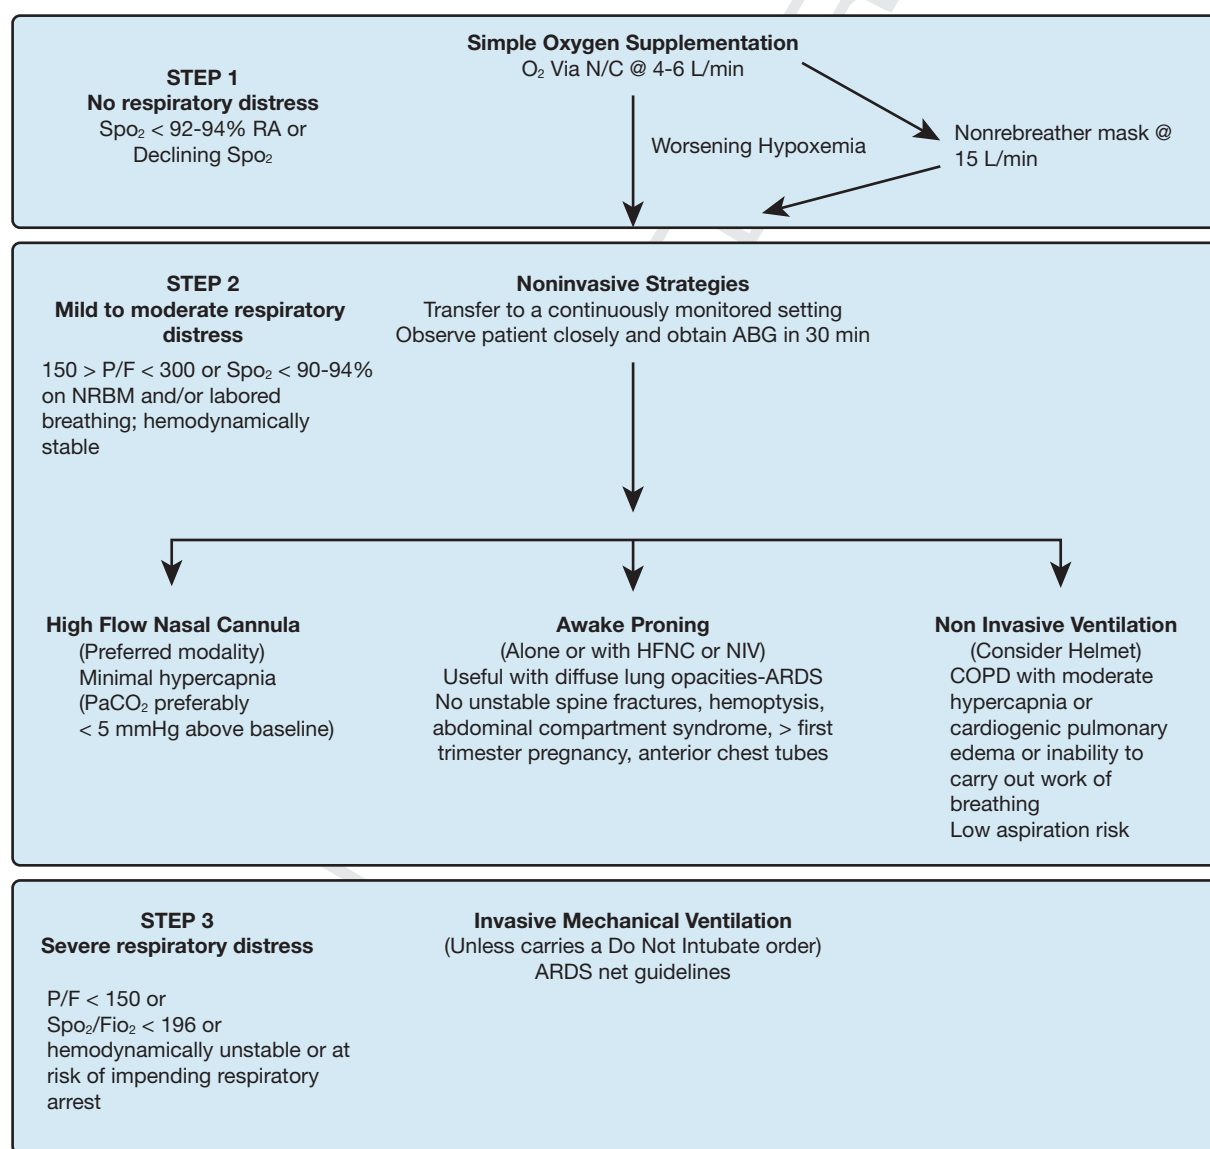 STEP 1
No respiratory distress
Spo₂ < 92-94% RA or
Declining Spo₂
Simple Oxygen Supplementation
O₂ Via N/C @ 4-6 L/min
Worsening Hypoxemia
Nonrebreather mask @
15 L/min
STEP 2
Mild to moderate respiratory
distress
150 > P/F < 300 or Spo₂ < 90-94%
on NRBM and/or labored
breathing; hemodynamically
stable
Noninvasive Strategies
Transfer to a continuously monitored setting
Observe patient closely and obtain ABG in 30 min
High Flow Nasal Cannula
(Preferred modality)
Minimal hypercapnia
(PaCO₂ preferably
< 5 mmHg above baseline)
Awake Proning
(Alone or with HFNC or NIV)
Useful with diffuse lung opacities-ARDS
No unstable spine fractures, hemoptysis,
abdominal compartment syndrome, > first
trimester pregnancy, anterior chest tubes
Non Invasive Ventilation
(Consider Helmet)
COPD with moderate
hypercapnia or
cardiogenic pulmonary
edema or inability to
carry out work of
breathing
Low aspiration risk
STEP 3
Severe respiratory distress
P/F < 150 or
Spo₂/Fio₂ < 196 or
hemodynamically unstable or at
risk of impending respiratory
arrest
Invasive Mechanical Ventilation
(Unless carries a Do Not Intubate order)
ARDS net guidelines